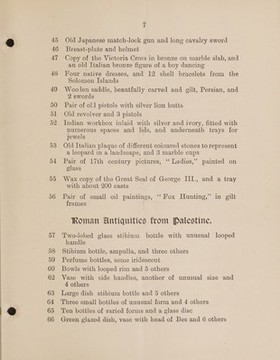 7
45 Old Japanese match-lock gun and long cavalry sword
46 Breast-plate and helmet
47 Copy of the Victoria Cross in bronze on marble slab, and
an old Italian bronze figure of a boy dancing
48 Four native dresses, and 12 shell bracelets from the
Solomon Islands
49 Wooden saddle, beautifully carved and gilt, Persian, and
2 swords
50 Pair of old pistols with silver lion butts
51 Old revolver and 3 pistols
52 Indian workbox inlaid with silver and ivory, fitted with
numerous spaces and lids, and underneath trays for
jewels
53 Old Italian plaque of different coloured stones to represent
a leopard in a landscape, and 3 marble cups
54 Pair of 17th century pictures, "Ladies," painted on
glass
55 Wax copy of the Great Seal of George III., and a tray
with about 200 casts
56 Pair of small oil paintings, "Fox Hunting," in gilt
frames
Roman Antiquities from Palestine.
57 Two-lobed glass stibium bottle with unusual looped
handle
58 Stibium bottle, ampulla, and three others
59 Perfume bottles, some iridescent
60 Bowls with looped rim and 5 others
62 Vase with side handles, another of unusual size and
4 others
63 Large dish stibium bottle and 5 others
64 Three small bottles of unusual form and 4 others
65 Ten bottles of varied forms and a glass disc
66 Green glazed dish, vase with head of Bes and 6 others